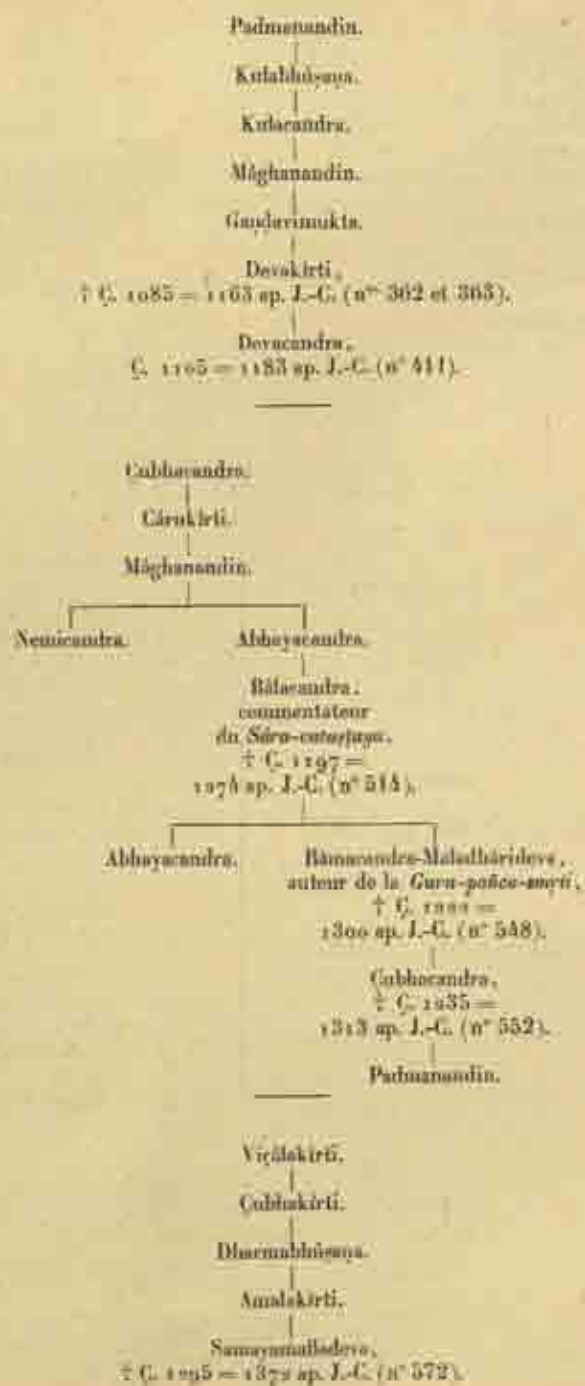 Padmanandin.
Kulabhūṣaṇa.
Kulacandra.
Māghanandin.
Gaṇḍavimukta.
Devakīrti,
† Ç. 1085 = 1163 ap. J.-C. (nᵒˢ 362 et 363).
Devacandra,
Ç. 1105 = 1183 ap. J.-C. (n° 411).
Çubhacandra.
Cārukīrti.
Māghanandin.
Nemicandra. Abhayacandra.
Bālacandra,
commentateur
du Sāra-catuṣṭaya.
† Ç. 1197 =
1274 ap. J.-C. (n° 514).
Abhayacandra. Rāmacandra-Maladhārideva,
auteur de la Guru-pañca-smṛti,
† Ç. 1222 =
1300 ap. J.-C. (n° 548).
Çubhacandra,
† Ç. 1235 =
1313 ap. J.-C. (n° 552).
Padmanandin.
Viçālakīrti.
Çubhakīrti.
Dharmabhūṣaṇa.
Amalakīrti.
Samayamalladeva,
† Ç. 1295 = 1372 ap. J.-C. (n° 572).